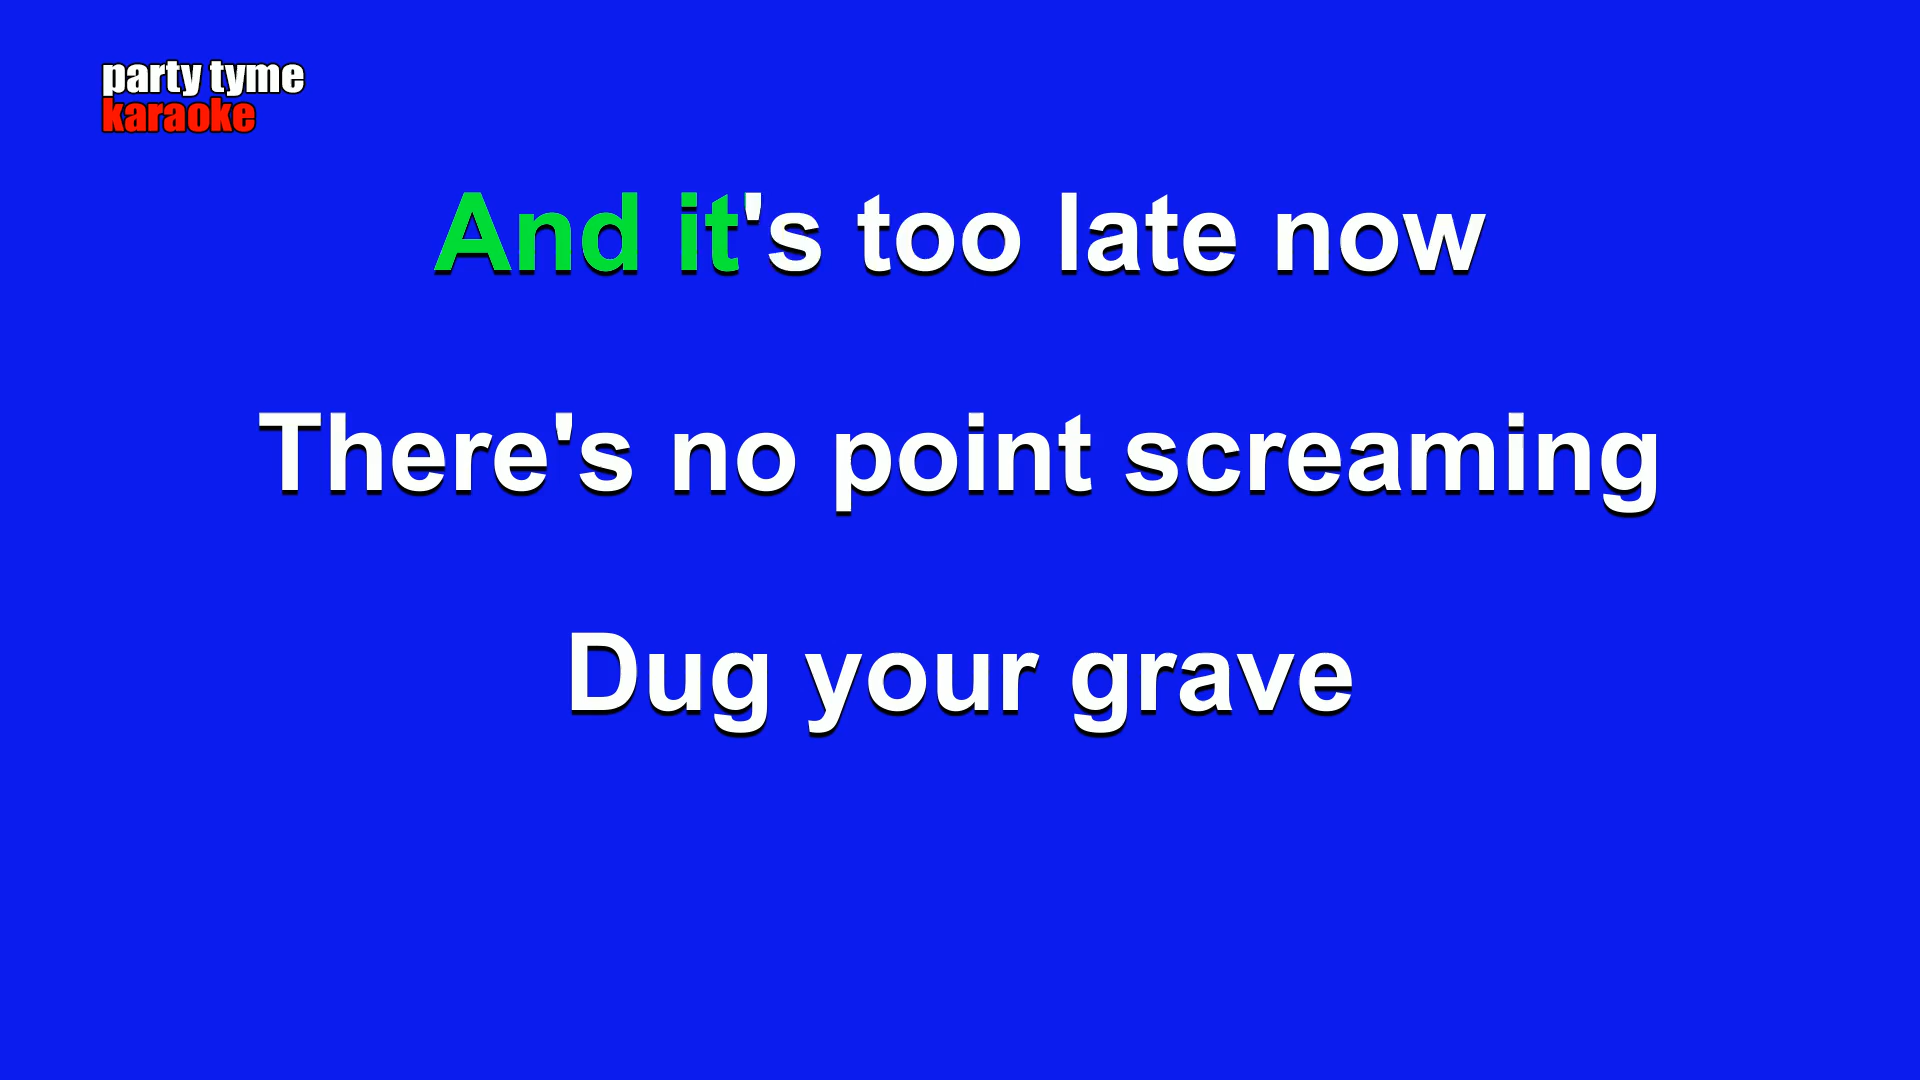 party tyme
karaoke
And it's too late now
There's no point screaming
Dug your grave